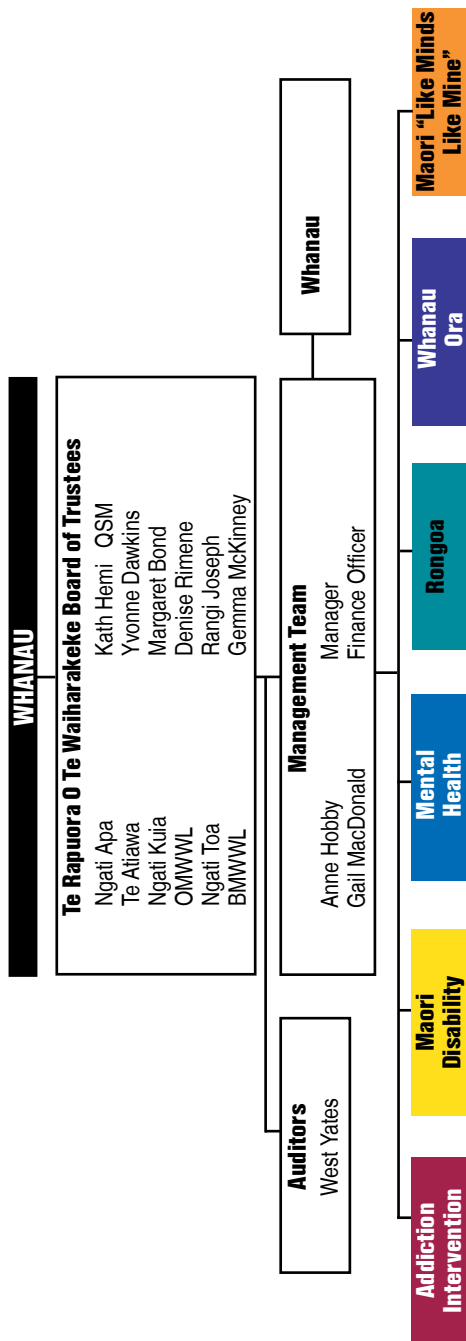 WHANAU
Te Rapuora O Te Waiharakeke Board of Trustees
Ngati Apa Kath Hemi QSM
Te Atiawa Yvonne Dawkins
Ngati Kuia Margaret Bond
OMWWL Denise Rimene
Ngati Toa Rangi Joseph
BMWWL Gemma McKinney
Auditors
West Yates
Management Team
Anne Hobby Manager
Gail MacDonald Finance Officer
Whanau
Addiction
Intervention
Maori
Disability
Mental
Health
Rongoa
Whanau
Ora
Maori “Like Minds
Like Mine”